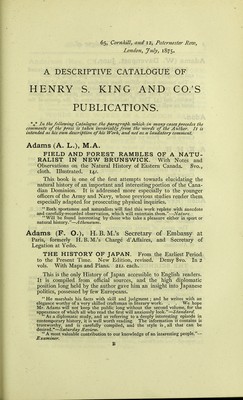 65, Cornhill, and 12, Paternoster Row,
London, July, 1875.
A DESCRIPTIVE CATALOGUE OF
HENRY S. KING AND CO.'S
PUBLICATIONS.
*** In the following Catalogue the paragraph which in many cases precedes the
comments of the press is taken invariably from the words of the Author. It is
intended as his own description of his Work, and not as a laudatory comment.
Adams (A. L.), M.A.
FIELD AND FOREST RAMBLES OF A NATU-
RALIST IN NEW BRUNSWICK. With Notes and
Observations on the Natural History of Eastern Canada. 8vo.,
cloth. Illustrated. 14s.
This book is one of the first attempts towards elucidating the
natural history of an important and interesting portion of the Cana-
dian Dominion. It is addressed more especially to the younger
officers of the Army and Navy, whose previous studies render them
especially adapted for prosecuting physical inquiries.
"Both sportsmen and naturalists will find this work replete with anecdote
and carefully-recorded observation, which will entertain them."—Nature.
"Will be found interesting by those who take a pleasure either in sport or
natural history."—Athenæum.
Adams (F. O.), H. B. M.'s Secretary of Embassy at
Paris, formerly H. B. M.'s Chargé d'Affaires, and Secretary of
Legation at Yedo.
THE HISTORY OF JAPAN. From the Earliest Period
to the Present Time. New Edition, revised. Demy 8vo. In 2
vols. With Maps and Plans. 21s. each.
This is the only History of Japan accessible to English readers.
It is compiled from official sources, and the high diplomatic
position long held by the author gave him an insight into Japanese
politics, possessed by few Europeans.
"He marshals his facts with skill and judgment; and he writes with an
elegance worthy of a very skilled craftsman in literary work. . . . We hope
Mr. Adams will not keep the public long without the second volume, for the
appearance of which all who read the first will anxiously look."—Standard.
"As a diplomatic study, and as referring to a deeply interesting episode in
contemporary history, it is well worth reading. The information it contains is
trustworthy, and is carefully compiled, and the style is all that can be
desired."—Saturday Review.
"A most valuable contribution to our knowledge of an interesting people."—
Examiner.